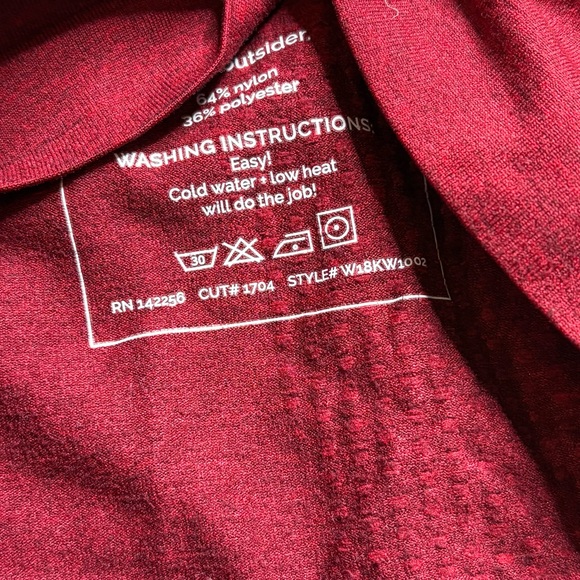 outsider.
64% nylon
36% polyester
WASHING INSTRUCTIONS:
Easy!
Cold water + low heat
will do the job!
30
RN 142256 CUT# 1704 STYLE# W18KW1002